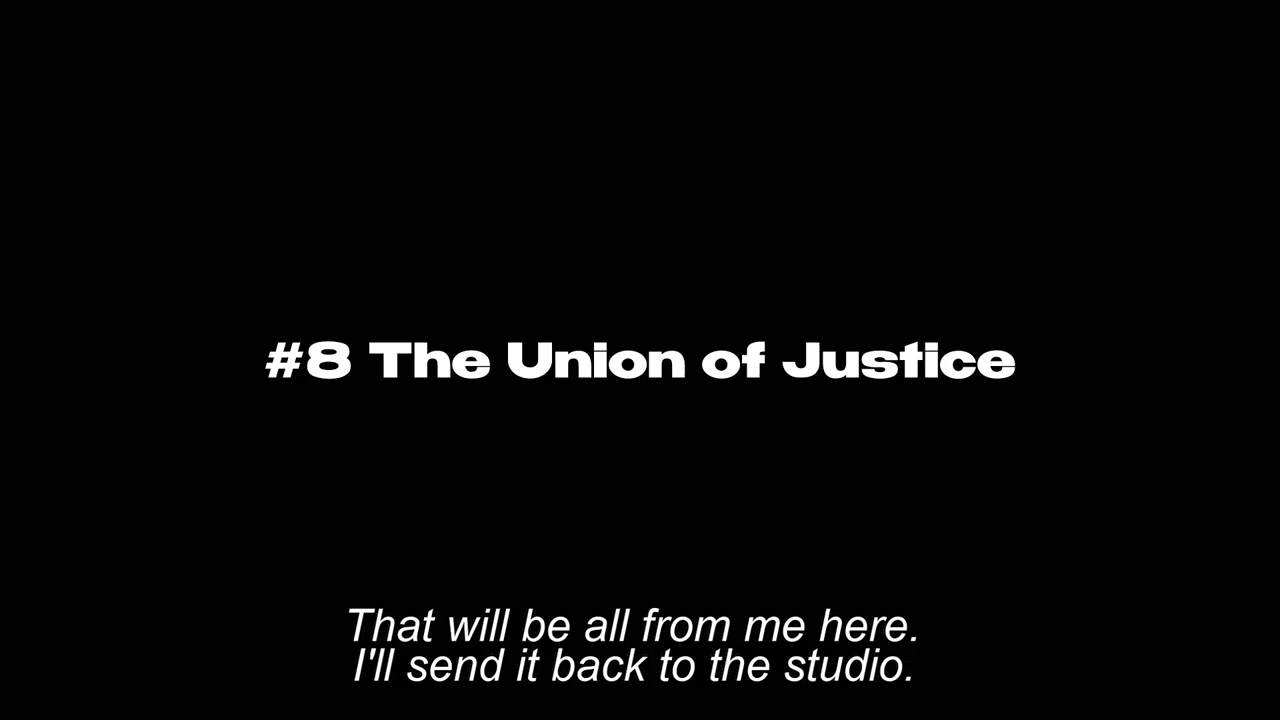 #8 The Union of Justice
That will be all from me here.
I'll send it back to the studio.